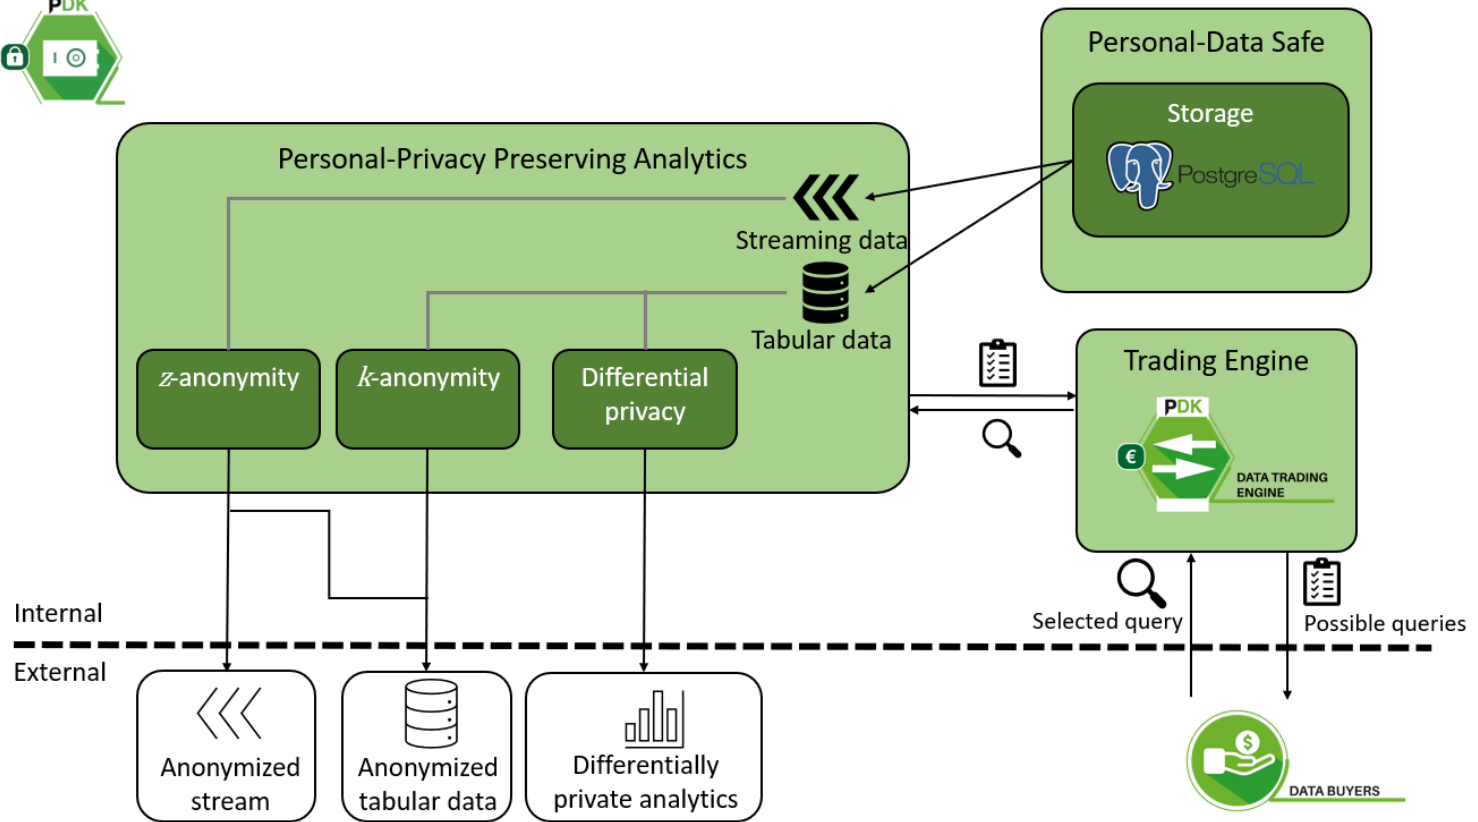 PDK
Personal-Data Safe
Storage
PostgreSQL
Personal-Privacy Preserving Analytics
Streaming data
Tabular data
z-anonymity
k-anonymity
Differential
privacy
Trading Engine
PDK
€
DATA TRADING
ENGINE
Internal
Selected query
Possible queries
External
Anonymized
stream
Anonymized
tabular data
Differentially
private analytics
$
DATA BUYERS